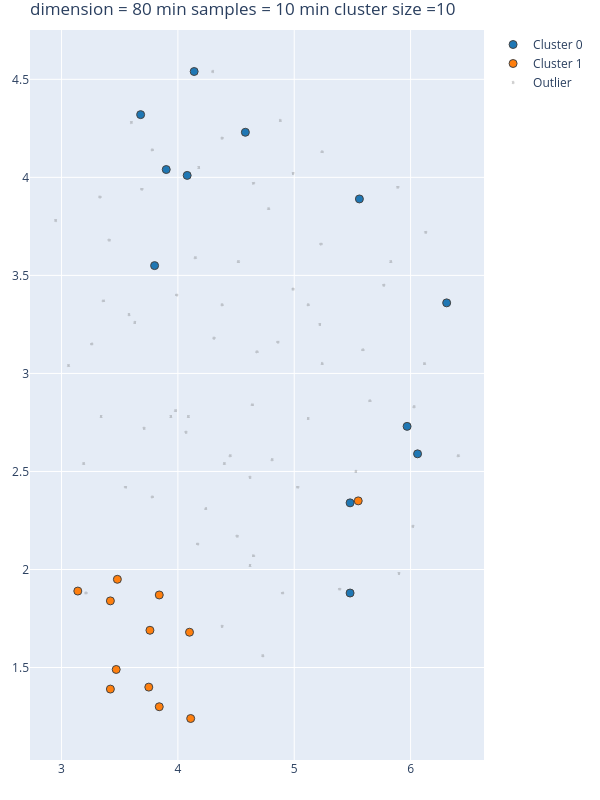 dimension = 80 min samples = 10 min cluster size =10
Cluster 0
Cluster 1
Outlier
4.5
4
3.5
3
2.5
2
1.5
3 4 5 6